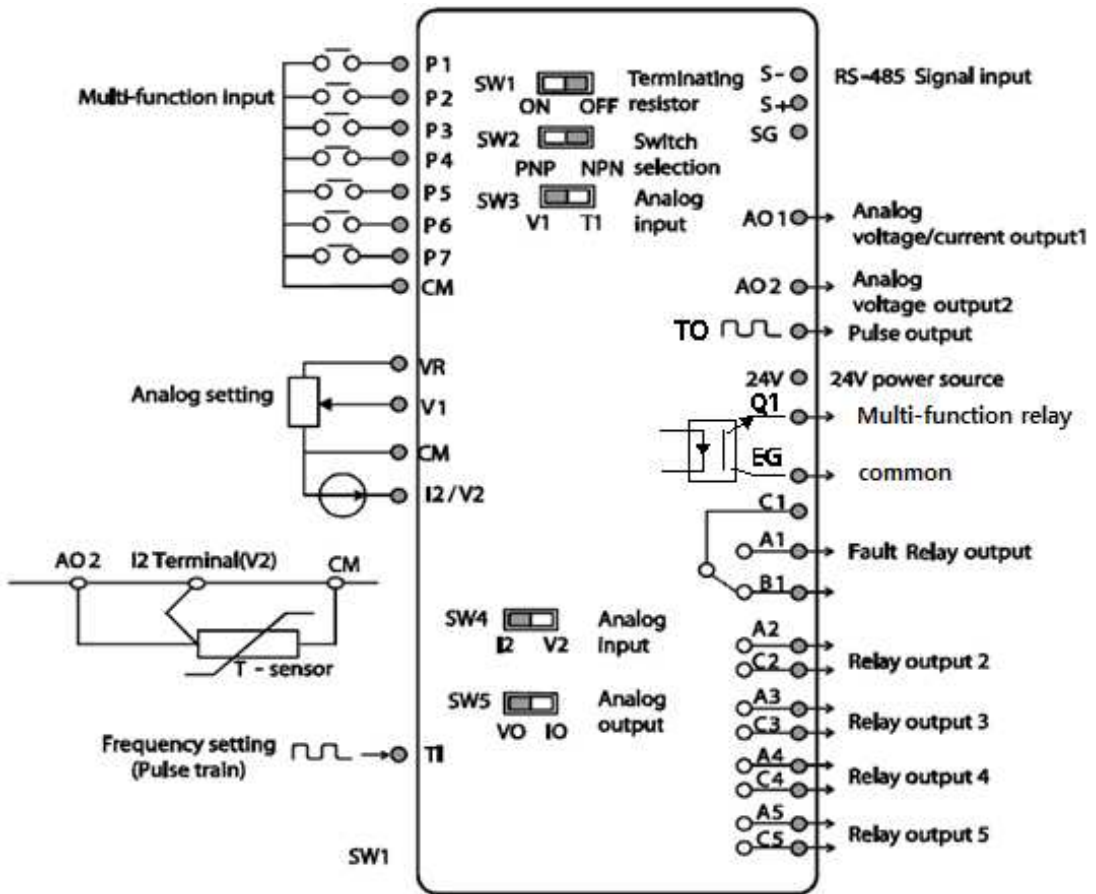 Multi-function input
P1
P2
P3
P4
P5
P6
P7
CM
SW1
ON OFF
Terminating
resistor
SW2
PNP NPN
Switch
selection
SW3
V1 T1
Analog
input
S-
S+
SG
RS-485 Signal input
AO1
Analog
voltage/current output1
AO2
Analog
voltage output2
TO
Pulse output
24V
24V power source
Q1
Multi-function relay
EG
common
Analog setting
VR
V1
CM
I2/V2
C1
A1
B1
Fault Relay output
AO2
I2 Terminal(V2)
CM
T-sensor
SW4
I2 V2
Analog
input
SW5
VO IO
Analog
output
A2
C2
Relay output 2
A3
C3
Relay output 3
A4
C4
Relay output 4
A5
C5
Relay output 5
Frequency setting
(Pulse train)
TI
SW1